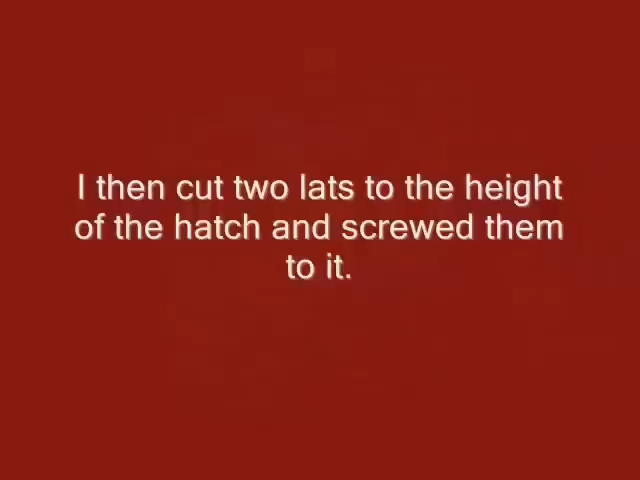 I then cut two lats to the height
of the hatch and screwed them
to it.